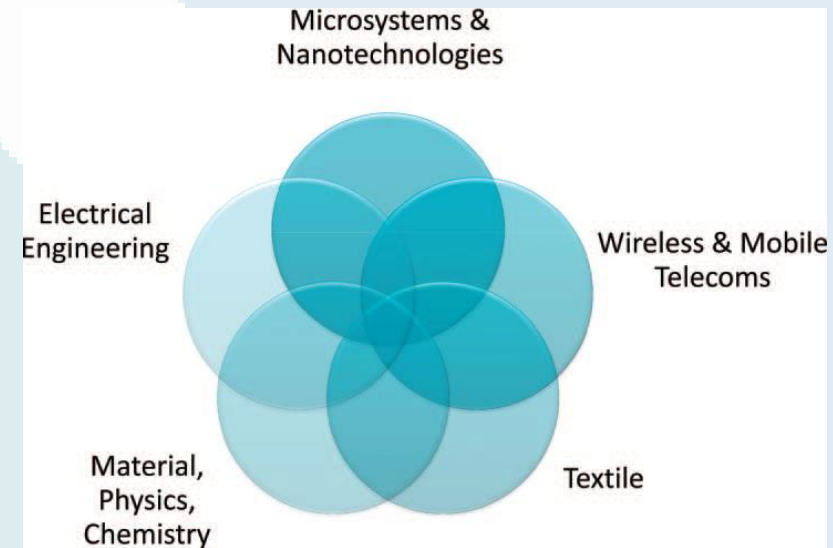 Microsystems &
Nanotechnologies
Electrical
Engineering
Wireless & Mobile
Telecoms
Material,
Physics,
Chemistry
Textile